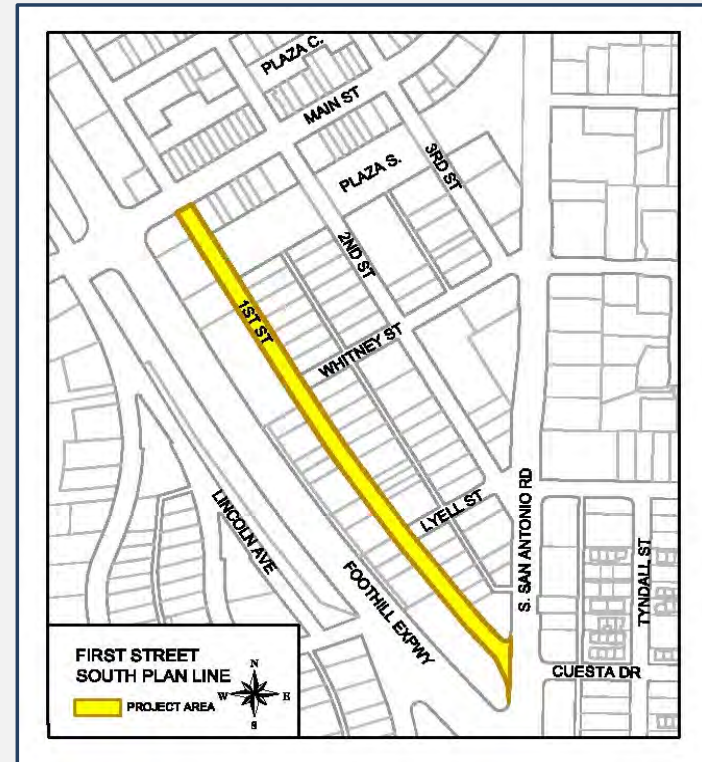 PLAZA C.
MAIN ST
PLAZA S.
3RD ST
2ND ST
1ST ST
WHITNEY ST
LYELL ST
S. SAN ANTONIO RD
TYNDALL ST
LINCOLN AVE
FOOTHILL EXPWY
CUESTA DR
FIRST STREET
SOUTH PLAN LINE
PROJECT AREA
N
W
E
S